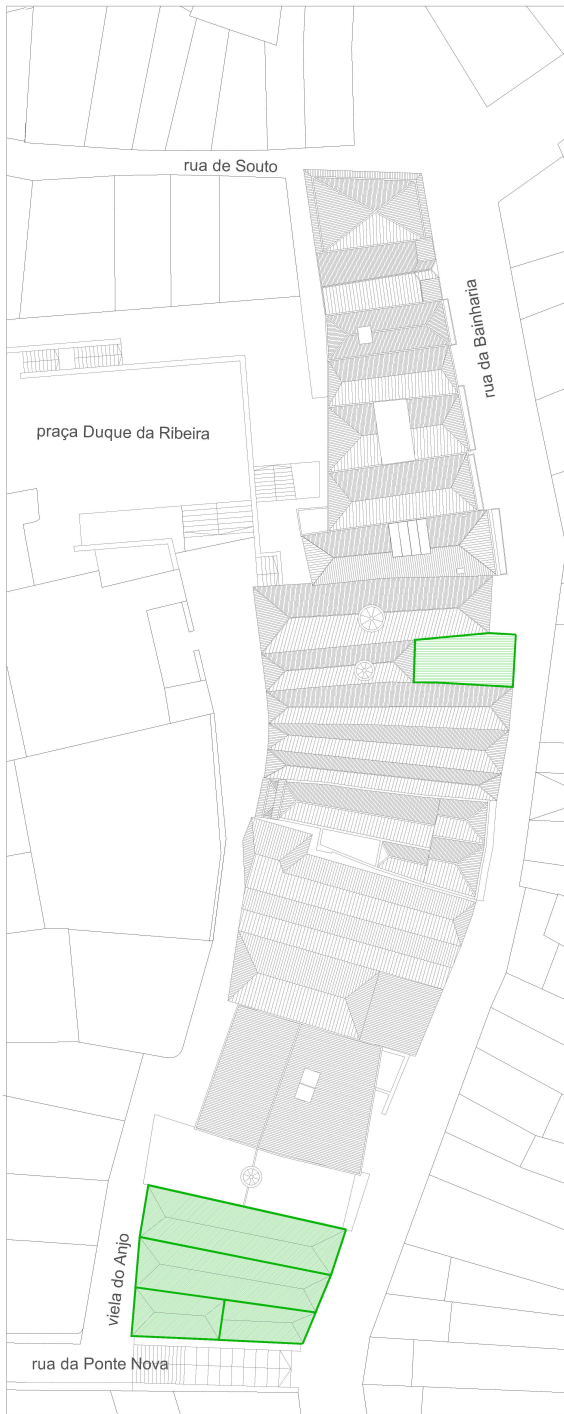 rua de Souto
rua da Bainharia
praça Duque da Ribeira
viela do Anjo
rua da Ponte Nova